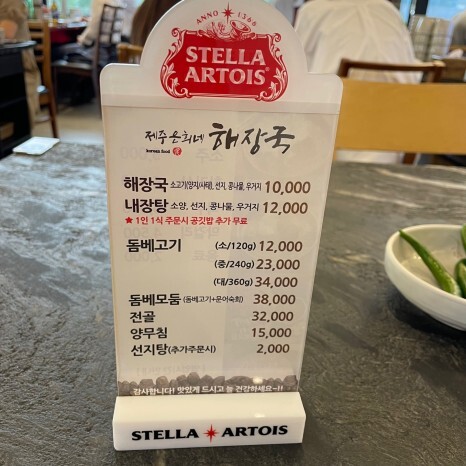 ANNO 1366
STELLA
ARTOIS
제주은희네 해장국
korean food
해장국 소고기(양지/사태), 선지, 콩나물, 우거지 10,000
내장탕 소양, 선지, 콩나물, 우거지 12,000
★ 1인 1식 주문시 공깃밥 추가 무료
돔베고기 (소/120g) 12,000
(중/240g) 23,000
(대/360g) 34,000
돔베모둠 (돔베고기+문어숙회) 38,000
전골 32,000
양무침 15,000
선지탕(추가주문시) 2,000
감사합니다! 맛있게 드시고 늘 건강하세요~!!
STELLA ARTOIS